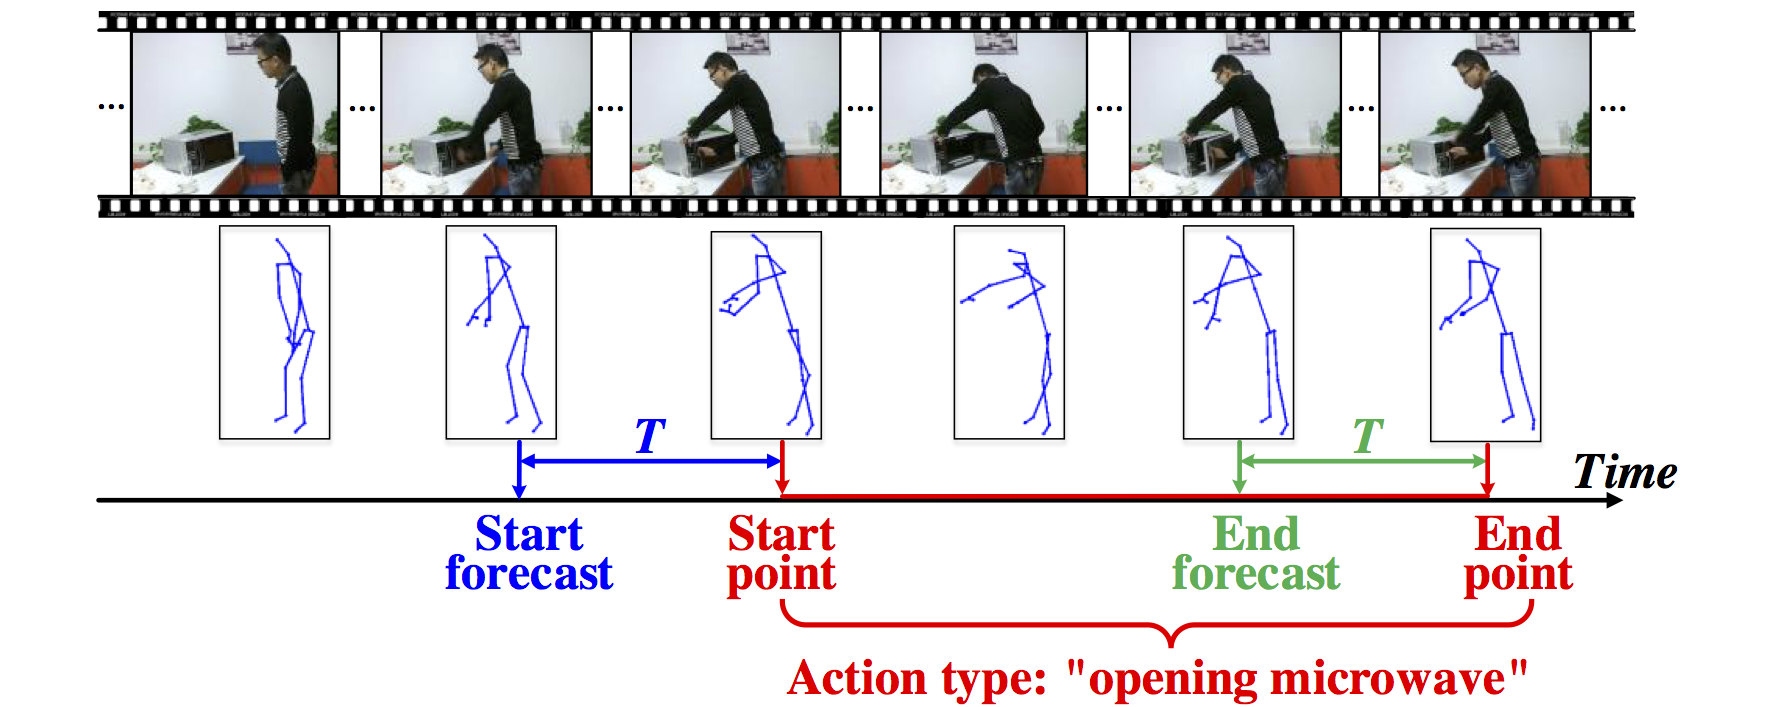 ... ... ... ... ... ... ...
T
T
Time
Start
forecast
Start
point
End
forecast
End
point
Action type: "opening microwave"